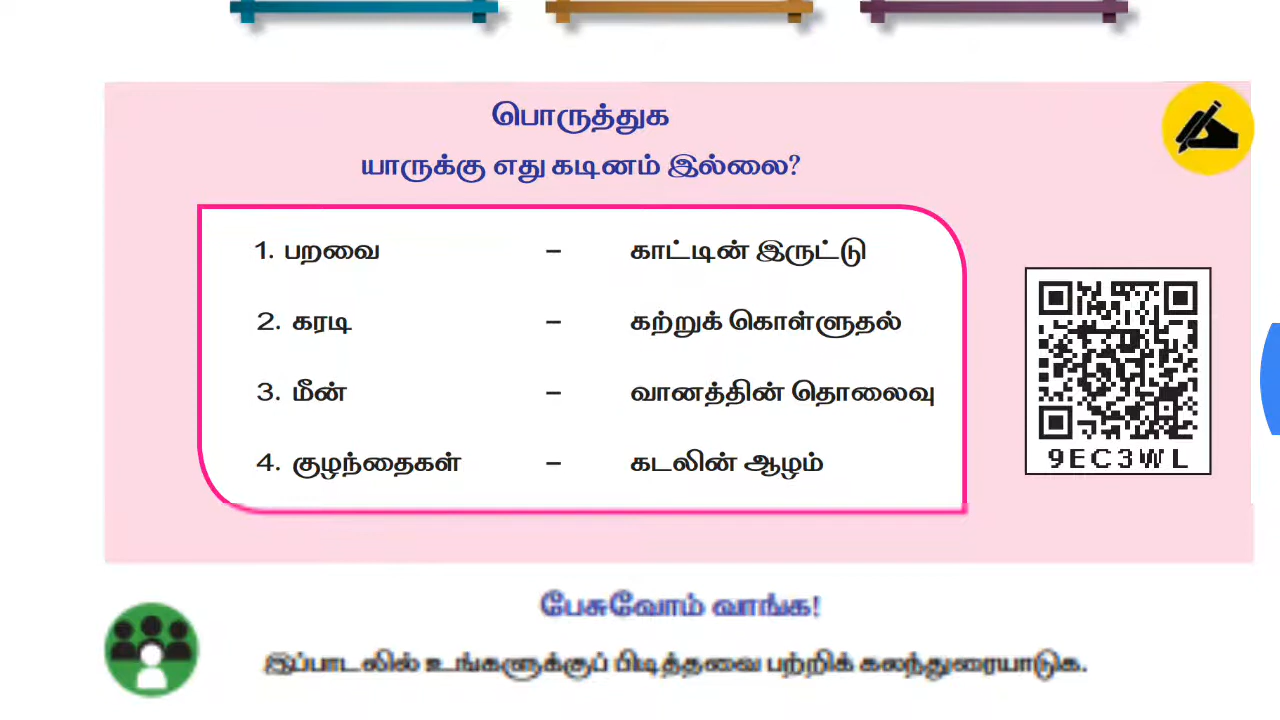 பொருத்துக
யாருக்கு எது கடினம் இல்லை?
1. பறவை – காட்டின் இருட்டு
2. கரடி – கற்றுக் கொள்ளுதல்
3. மீன் – வானத்தின் தொலைவு
4. குழந்தைகள் – கடலின் ஆழம்
9EC3WL
பேசுவோம் வாங்க!
இப்பாடலில் உங்களுக்குப் பிடித்தவை பற்றிக் கலந்துரையாடுக.